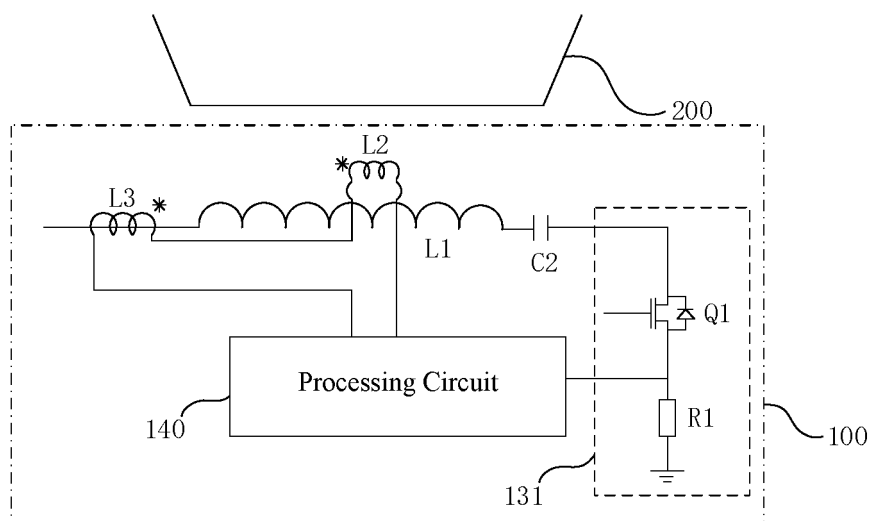 200
L2
*
L3
*
L1
C2
Q1
Processing Circuit
140
R1
100
131